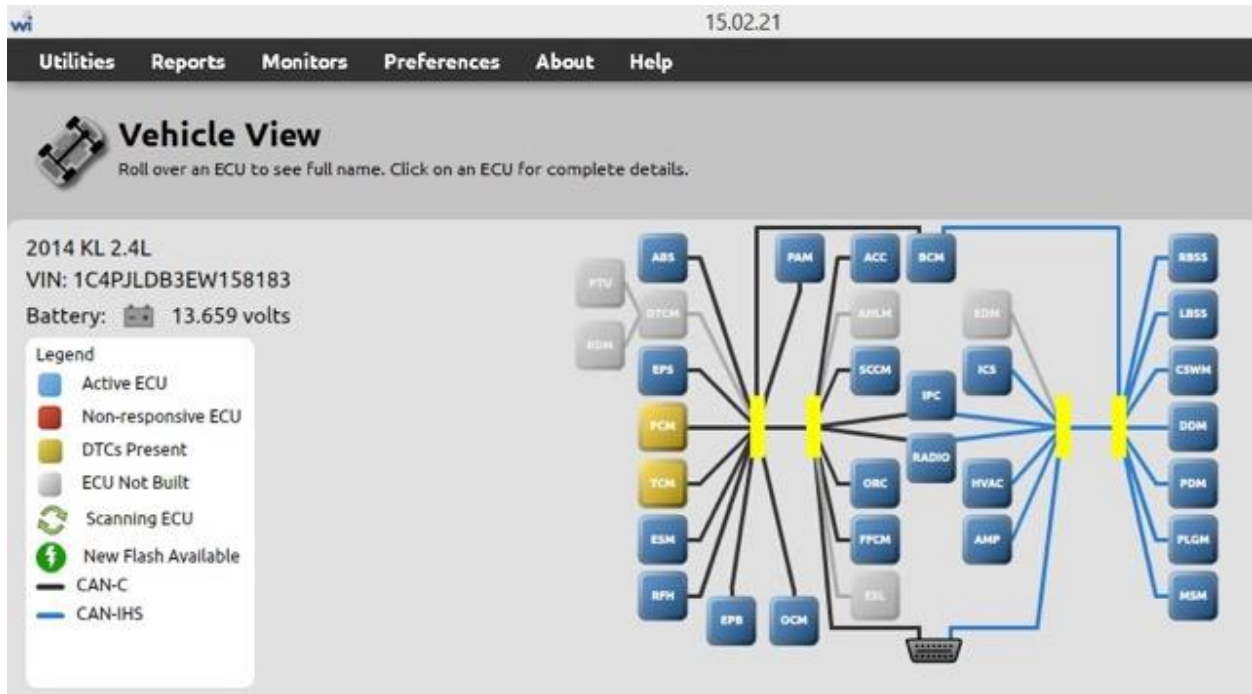 wi 15.02.21
Utilities Reports Monitors Preferences About Help
Vehicle View
Roll over an ECU to see full name. Click on an ECU for complete details.
2014 KL 2.4L
VIN: 1C4PJLDB3EW158183
Battery: 13.659 volts
Legend
Active ECU
Non-responsive ECU
DTCs Present
ECU Not Built
Scanning ECU
New Flash Available
CAN-C
CAN-IHS
ABS
PAM
ACC
BCM
RBSS
PTU
DTCM
AHLM
EDM
LBSS
RDM
EPS
SCCM
ICS
CSWM
IPC
PCM
DDM
RADIO
TCM
ORC
HVAC
PDM
ESM
FFCM
AMP
PLGM
RFH
ESL
MSM
EPB
OCM